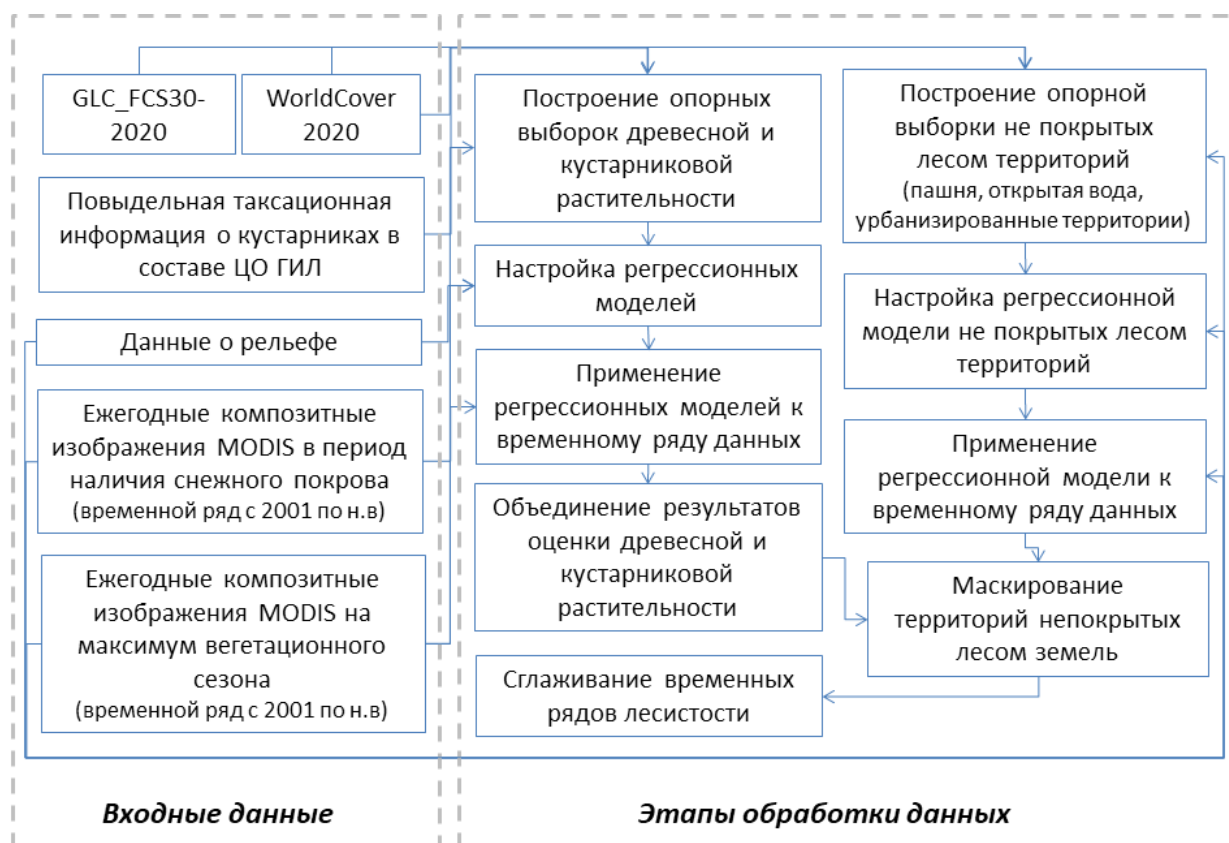 GLC_FCS30-
2020
WorldCover
2020
Повыдельная таксационная
информация о кустарниках в
составе ЦО ГИЛ
Данные о рельефе
Ежегодные композитные
изображения MODIS в период
наличия снежного покрова
(временной ряд с 2001 по н.в)
Ежегодные композитные
изображения MODIS на
максимум вегетационного
сезона
(временной ряд с 2001 по н.в)
Входные данные
Построение опорных
выборок древесной и
кустарниковой
растительности
Настройка регрессионных
моделей
Применение
регрессионных моделей к
временному ряду данных
Объединение результатов
оценки древесной и
кустарниковой
растительности
Сглаживание временных
рядов лесистости
Построение опорной
выборки не покрытых
лесом территорий
(пашня, открытая вода,
урбанизированные территории)
Настройка регрессионной
модели не покрытых лесом
территорий
Применение
регрессионной модели к
временному ряду данных
Маскирование
территорий непокрытых
лесом земель
Этапы обработки данных